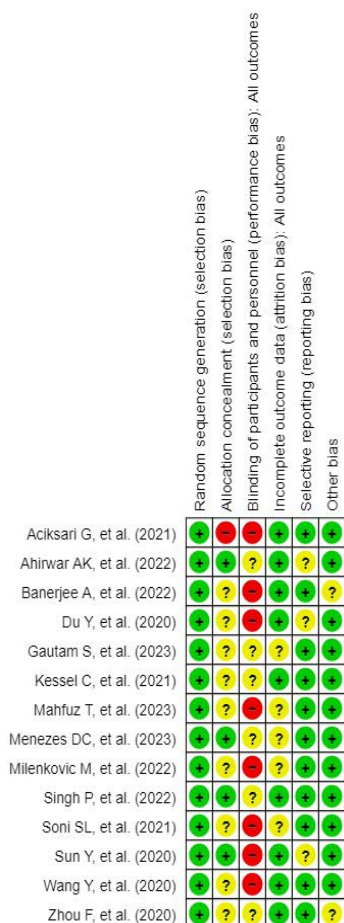 Random sequence generation (selection bias)
Allocation concealment (selection bias)
Blinding of participants and personnel (performance bias): All outcomes
Incomplete outcome data (attrition bias): All outcomes
Selective reporting (reporting bias)
Other bias
Aciksari G, et al. (2021) + - - + + +
Ahirwar AK, et al. (2022) + + ? + ? +
Banerjee A, et al. (2022) + ? - + + ?
Du Y, et al. (2020) + ? - + ? +
Gautam S, et al. (2023) + ? ? ? + +
Kessel C, et al. (2021) + ? ? + + +
Mahfuz T, et al. (2023) + ? - ? + +
Menezes DC, et al. (2023) + + ? ? + +
Milenkovic M, et al. (2022) + ? - ? + +
Singh P, et al. (2022) + + ? + + +
Soni SL, et al. (2021) + ? - ? + +
Sun Y, et al. (2020) + + - + ? +
Wang Y, et al. (2020) + ? - + + +
Zhou F, et al. (2020) + ? ? + + ?